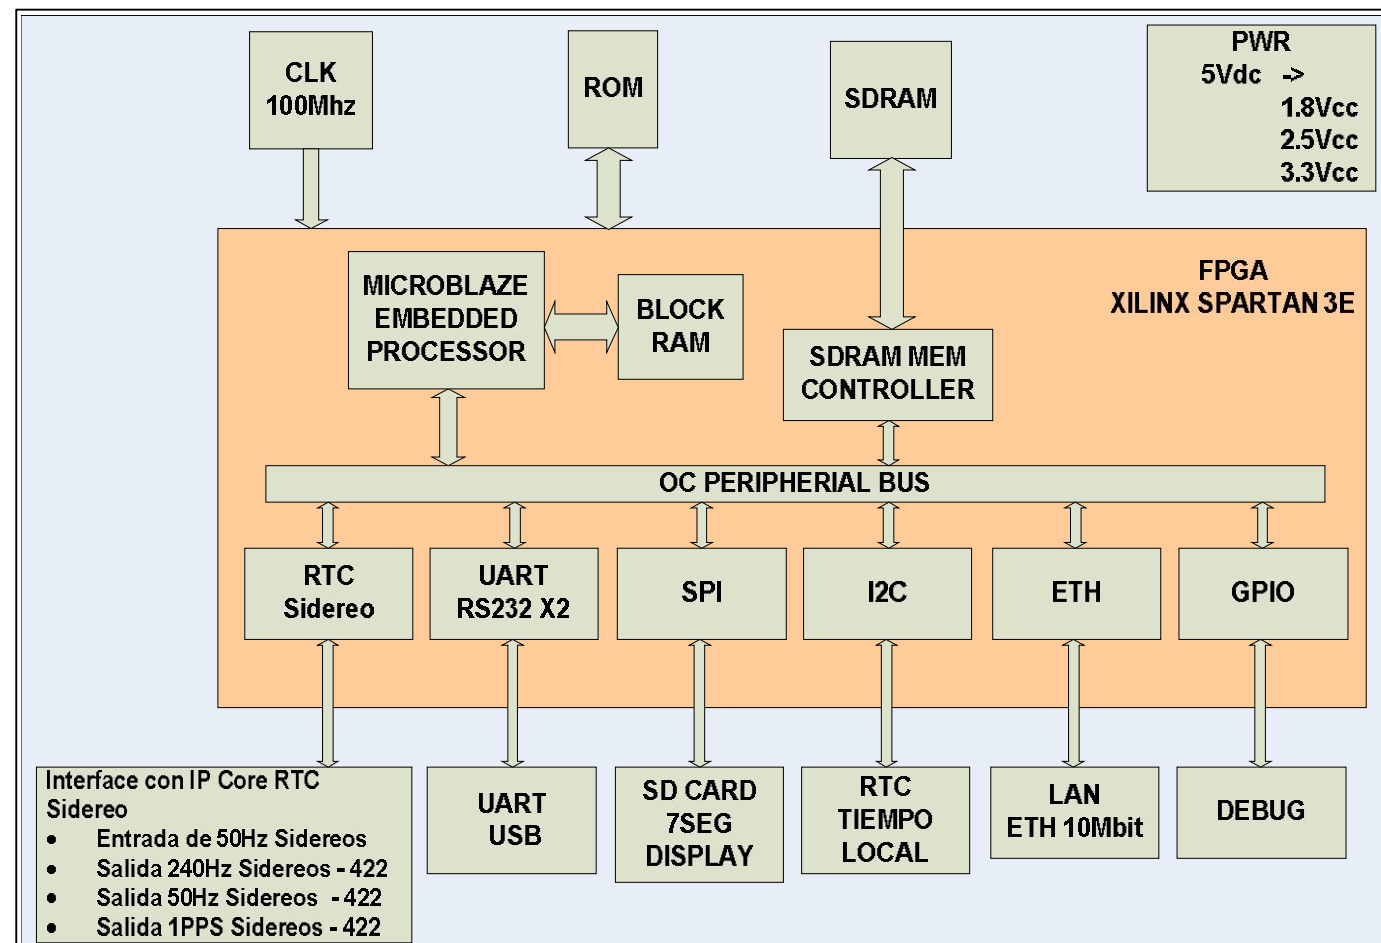 CLK
100Mhz
ROM
SDRAM
PWR
5Vdc ->
1.8Vcc
2.5Vcc
3.3Vcc
FPGA
XILINX SPARTAN 3E
MICROBLAZE
EMBEDDED
PROCESSOR
BLOCK
RAM
SDRAM MEM
CONTROLLER
OC PERIPHERIAL BUS
RTC
Sidereo
UART
RS232 X2
SPI
I2C
ETH
GPIO
Interface con IP Core RTC
Sidereo
• Entrada de 50Hz Sidereos
• Salida 240Hz Sidereos - 422
• Salida 50Hz Sidereos - 422
• Salida 1PPS Sidereos - 422
UART
USB
SD CARD
7SEG
DISPLAY
RTC
TIEMPO
LOCAL
LAN
ETH 10Mbit
DEBUG